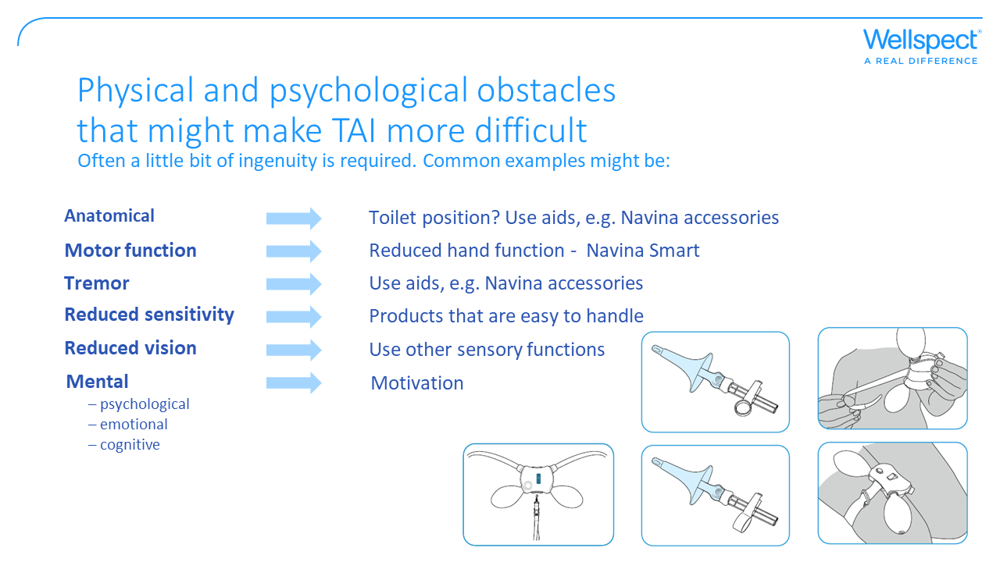 Wellspect®
A REAL DIFFERENCE
Physical and psychological obstacles
that might make TAI more difficult
Often a little bit of ingenuity is required. Common examples might be:
Anatomical Toilet position? Use aids, e.g. Navina accessories
Motor function Reduced hand function - Navina Smart
Tremor Use aids, e.g. Navina accessories
Reduced sensitivity Products that are easy to handle
Reduced vision Use other sensory functions
Mental Motivation
– psychological
– emotional
– cognitive